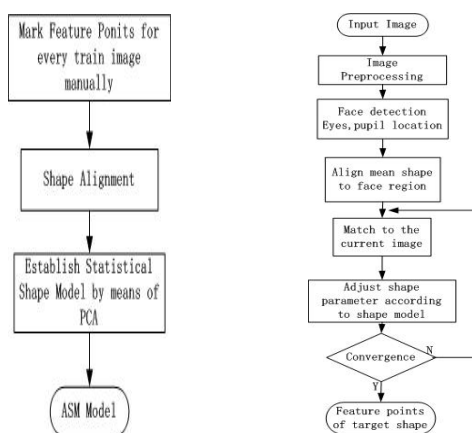 Mark Feature Ponits for
every train image
manually
Shape Alignment
Establish Statistical
Shape Model by means of
PCA
ASM Model
Input Image
Image
Preprocessing
Face detection
Eyes,pupil location
Align mean shape
to face region
Match to the
current image
Adjust shape
parameter according
to shape model
Convergence
N
Y
Feature points
of target shape